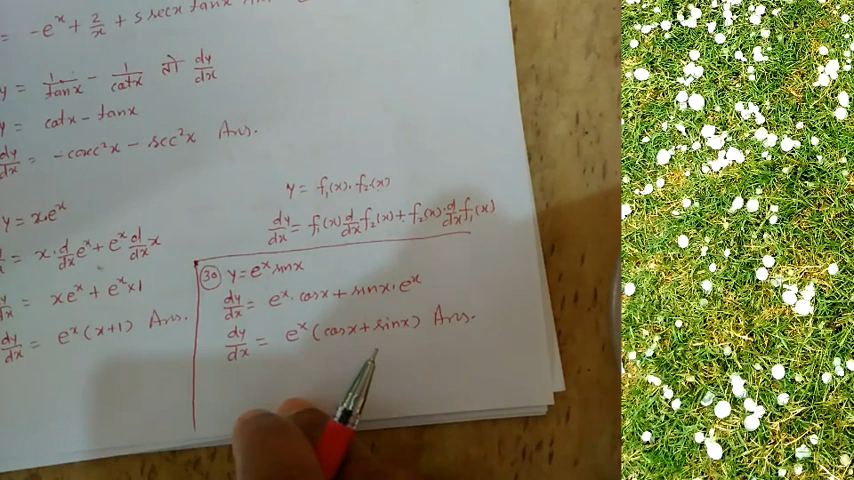 = -eˣ + 2/x + 5 secx tanx
y = 1/tanx - 1/cotx तो dy/dx
y = cotx - tanx
dy/dx = -cosec²x - sec²x Ans.
y = x.eˣ
= x. d/dx eˣ + eˣ d/dx x
= xeˣ + eˣ x1
dy/dx = eˣ(x+1) Ans.
y = f₁(x). f₂(x)
dy/dx = f₁(x) d/dx f₂(x) + f₂(x). d/dx f₁(x)
30 y = eˣ sinx
dy/dx = eˣ. cosx + sinx. eˣ
dy/dx = eˣ (cosx + sinx) Ans.